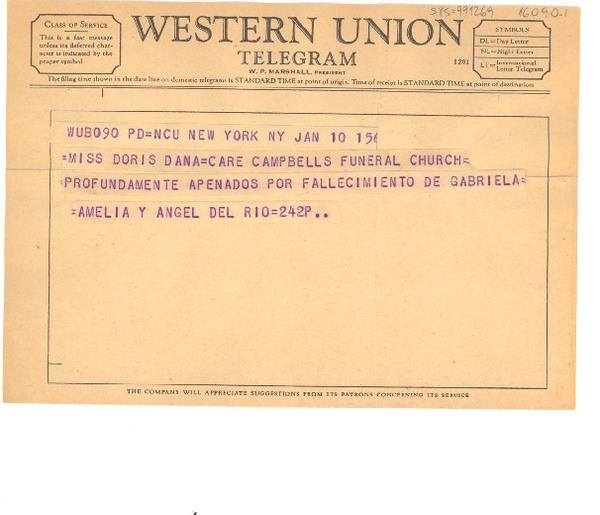 SYS=991269 16090.1
WESTERN UNION
TELEGRAM
W. P. MARSHALL, PRESIDENT
1201
CLASS OF SERVICE
This is a fast message
unless its deferred char-
acter is indicated by the
proper symbol.
SYMBOLS
DL=Day Letter
NL=Night Letter
LT=International
Letter Telegram
The filing time shown in the date line on domestic telegrams is STANDARD TIME at point of origin. Time of receipt is STANDARD TIME at point of destination
WUB090 PD=NCU NEW YORK NY JAN 10 156
=MISS DORIS DANA=CARE CAMPBELLS FUNERAL CHURCH=
=PROFUNDAMENTE APENADOS POR FALLECIMIENTO DE GABRIELA=
=AMELIA Y ANGEL DEL RIO=242P..
THE COMPANY WILL APPRECIATE SUGGESTIONS FROM ITS PATRONS CONCERNING ITS SERVICE